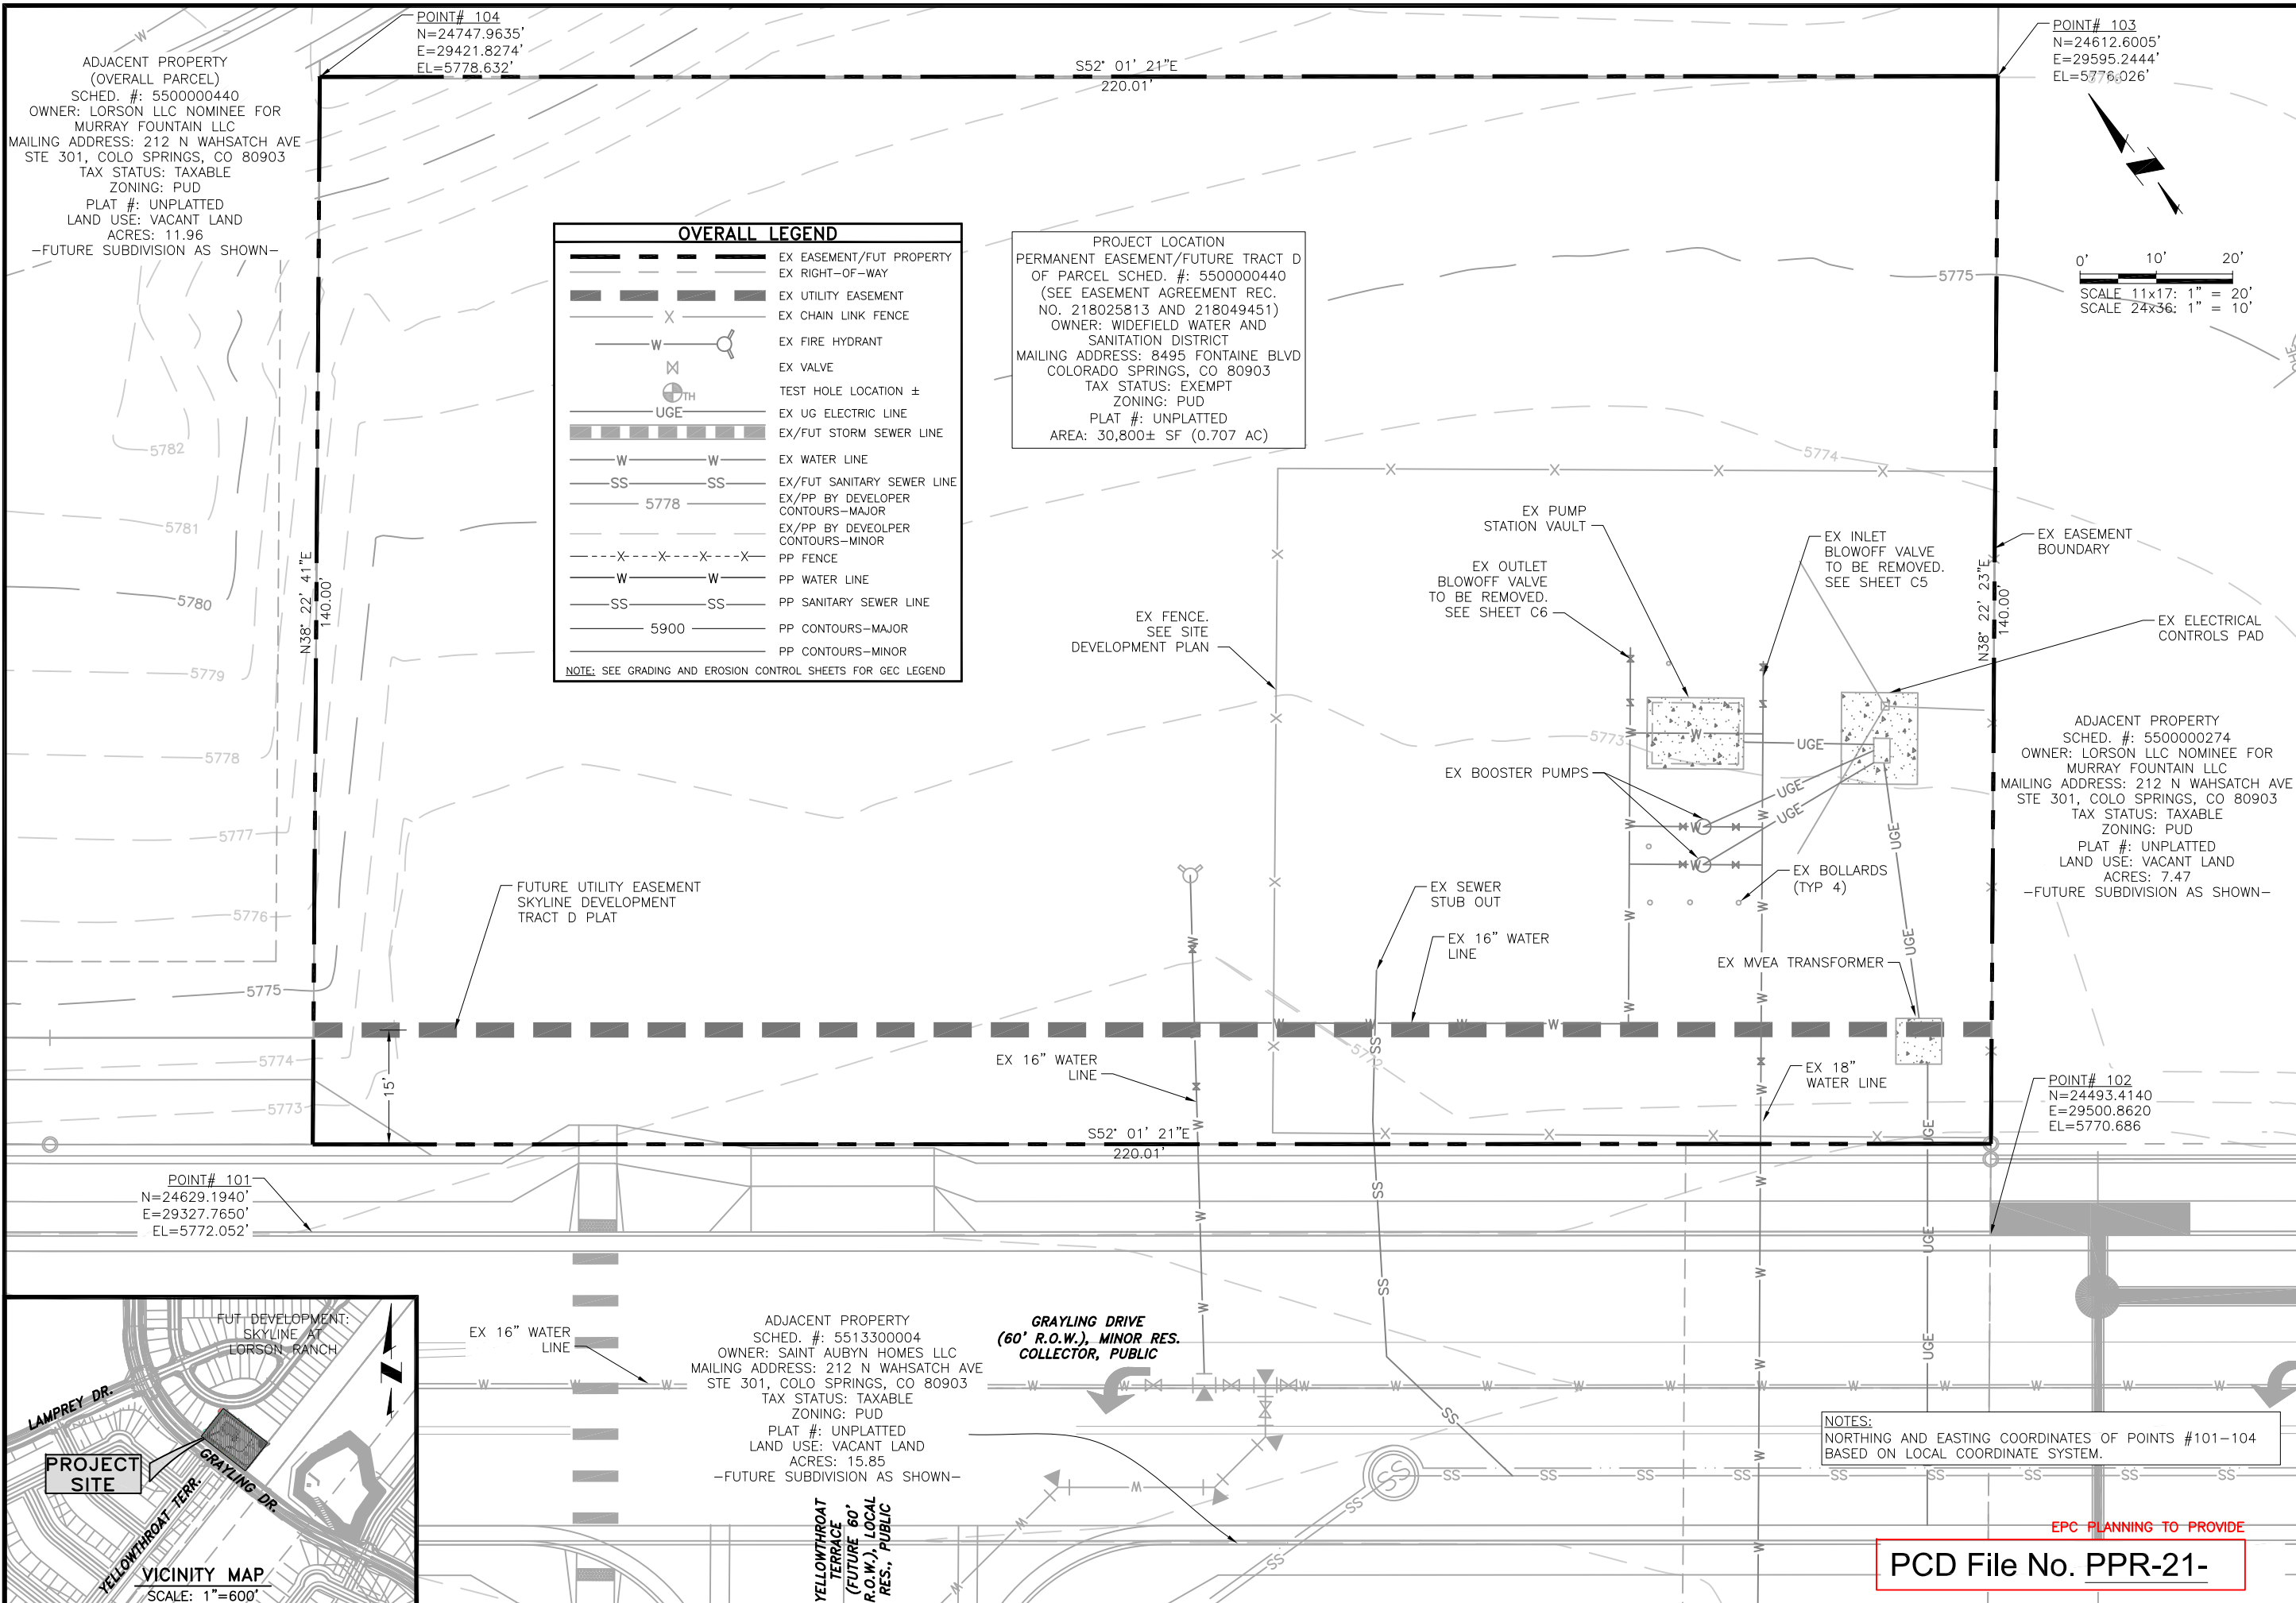 POINT# 104
N=24747.9635'
E=29421.8274'
EL=5778.632'
S52° 01' 21"E
220.01'
POINT# 103
N=24612.6005'
E=29595.2444'
EL=5776.026'
5776
ADJACENT PROPERTY
(OVERALL PARCEL)
SCHED. #: 5500000440
OWNER: LORSON LLC NOMINEE FOR
MURRAY FOUNTAIN LLC
MAILING ADDRESS: 212 N WAHSATCH AVE
STE 301, COLO SPRINGS, CO 80903
TAX STATUS: TAXABLE
ZONING: PUD
PLAT #: UNPLATTED
LAND USE: VACANT LAND
ACRES: 11.96
-FUTURE SUBDIVISION AS SHOWN-
OVERALL LEGEND
EX EASEMENT/FUT PROPERTY
EX RIGHT-OF-WAY
EX UTILITY EASEMENT
X EX CHAIN LINK FENCE
W EX FIRE HYDRANT
EX VALVE
TH TEST HOLE LOCATION ±
UGE EX UG ELECTRIC LINE
EX/FUT STORM SEWER LINE
W W EX WATER LINE
SS SS EX/FUT SANITARY SEWER LINE
5778 EX/PP BY DEVELOPER
CONTOURS-MAJOR
EX/PP BY DEVEOLPER
CONTOURS-MINOR
X X X X PP FENCE
W W PP WATER LINE
SS SS PP SANITARY SEWER LINE
5900 PP CONTOURS-MAJOR
PP CONTOURS-MINOR
NOTE: SEE GRADING AND EROSION CONTROL SHEETS FOR GEC LEGEND
PROJECT LOCATION
PERMANENT EASEMENT/FUTURE TRACT D
OF PARCEL SCHED. #: 5500000440
(SEE EASEMENT AGREEMENT REC.
NO. 218025813 AND 218049451)
OWNER: WIDEFIELD WATER AND
SANITATION DISTRICT
MAILING ADDRESS: 8495 FONTAINE BLVD
COLORADO SPRINGS, CO 80903
TAX STATUS: EXEMPT
ZONING: PUD
PLAT #: UNPLATTED
AREA: 30,800± SF (0.707 AC)
0' 10' 20'
SCALE 11x17: 1" = 20'
SCALE 24x36: 1" = 10'
5775
5774
5773
5772
5782
5781
5780
5779
5778
5777
5776
5775
5774
5773
N38° 22' 41"E
140.00'
EX PUMP
STATION VAULT
EX INLET
BLOWOFF VALVE
TO BE REMOVED.
SEE SHEET C5
EX EASEMENT
BOUNDARY
EX OUTLET
BLOWOFF VALVE
TO BE REMOVED.
SEE SHEET C6
N38° 22' 23"E
140.00'
EX FENCE.
SEE SITE
DEVELOPMENT PLAN
EX ELECTRICAL
CONTROLS PAD
EX BOOSTER PUMPS
UGE
UGE
UGE
UGE
UGE
ADJACENT PROPERTY
SCHED. #: 5500000274
OWNER: LORSON LLC NOMINEE FOR
MURRAY FOUNTAIN LLC
MAILING ADDRESS: 212 N WAHSATCH AVE
STE 301, COLO SPRINGS, CO 80903
TAX STATUS: TAXABLE
ZONING: PUD
PLAT #: UNPLATTED
LAND USE: VACANT LAND
ACRES: 7.47
-FUTURE SUBDIVISION AS SHOWN-
FUTURE UTILITY EASEMENT
SKYLINE DEVELOPMENT
TRACT D PLAT
EX SEWER
STUB OUT
EX BOLLARDS
(TYP 4)
EX 16" WATER
LINE
EX MVEA TRANSFORMER
15'
EX 16" WATER
LINE
EX 18"
WATER LINE
POINT# 102
N=24493.4140
E=29500.8620
EL=5770.686
S52° 01' 21"E
220.01'
POINT# 101
N=24629.1940'
E=29327.7650'
EL=5772.052'
UGE
UGE
UGE
SS
SS
SS
SS
EX 16" WATER
LINE
ADJACENT PROPERTY
SCHED. #: 5513300004
OWNER: SAINT AUBYN HOMES LLC
MAILING ADDRESS: 212 N WAHSATCH AVE
STE 301, COLO SPRINGS, CO 80903
TAX STATUS: TAXABLE
ZONING: PUD
PLAT #: UNPLATTED
LAND USE: VACANT LAND
ACRES: 15.85
-FUTURE SUBDIVISION AS SHOWN-
GRAYLING DRIVE
(60' R.O.W.), MINOR RES.
COLLECTOR, PUBLIC
YELLOWTHROAT
TERRACE
(FUTURE 60'
R.O.W.), LOCAL
RES., PUBLIC
NOTES:
NORTHING AND EASTING COORDINATES OF POINTS #101-104
BASED ON LOCAL COORDINATE SYSTEM.
FUT DEVELOPMENT:
SKYLINE AT
LORSON RANCH
LAMPREY DR.
PROJECT
SITE
GRAYLING DR.
YELLOWTHROAT TERR.
VICINITY MAP
SCALE: 1"=600'
EPC PLANNING TO PROVIDE
PCD File No. PPR-21-